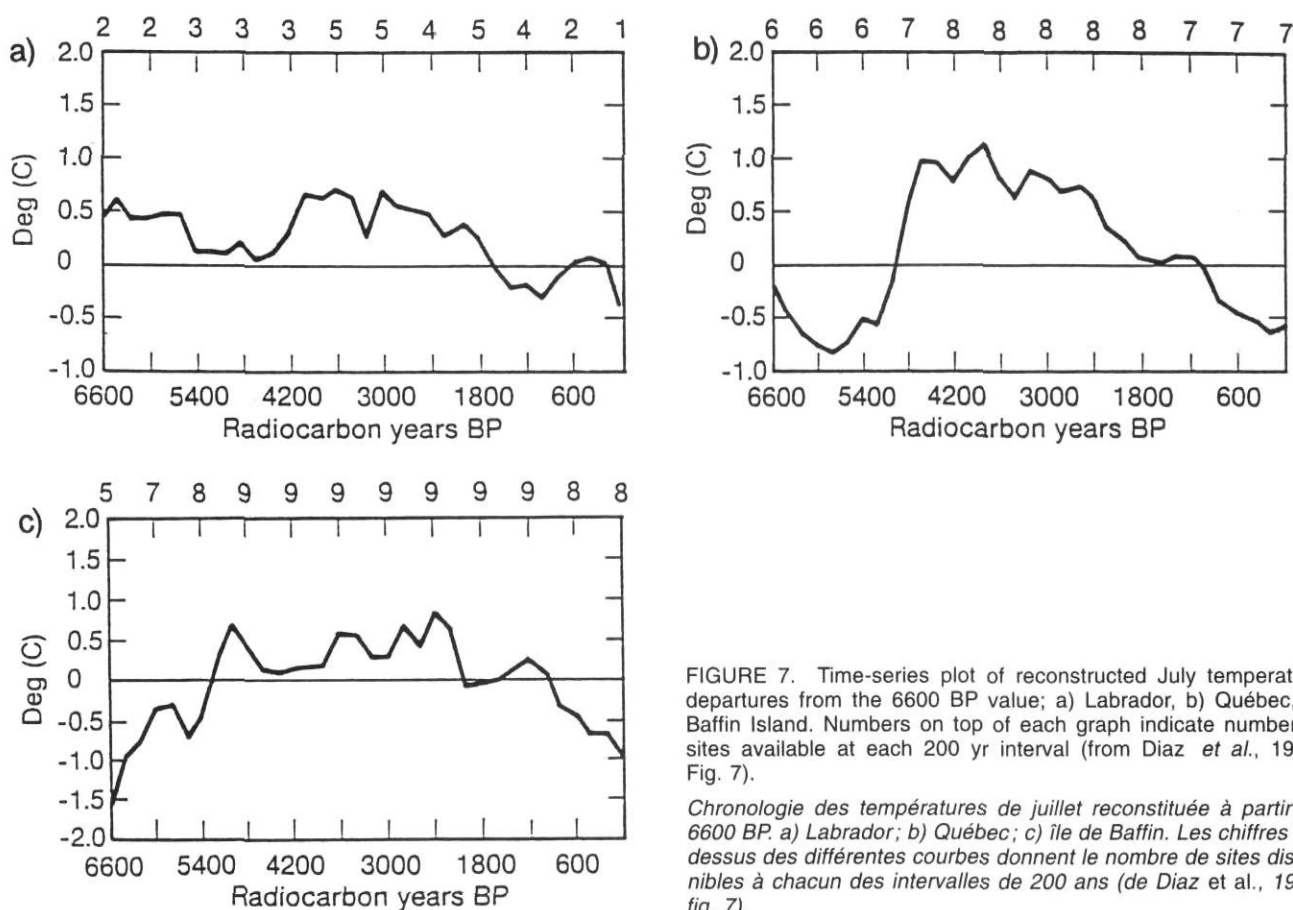 2 2 3 3 3 5 5 4 5 4 2 1
a)
2.0
1.5
1.0
0.5
0
-0.5
-1.0
Deg (C)
6600 5400 4200 3000 1800 600
Radiocarbon years BP
6 6 6 7 8 8 8 8 8 7 7 7
b)
2.0
1.5
1.0
0.5
0
-0.5
-1.0
Deg (C)
6600 5400 4200 3000 1800 600
Radiocarbon years BP
5 7 8 9 9 9 9 9 9 9 8 8
c)
2.0
1.5
1.0
0.5
0
-0.5
-1.0
-1.5
-2.0
Deg (C)
6600 5400 4200 3000 1800 600
Radiocarbon years BP
FIGURE 7. Time-series plot of reconstructed July temperat
departures from the 6600 BP value; a) Labrador, b) Québec,
Baffin Island. Numbers on top of each graph indicate number
sites available at each 200 yr interval (from Diaz et al., 19
Fig. 7).
Chronologie des températures de juillet reconstituée à partir
6600 BP. a) Labrador; b) Québec; c) île de Baffin. Les chiffres
dessus des différentes courbes donnent le nombre de sites dis
nibles à chacun des intervalles de 200 ans (de Diaz et al., 19
fig. 7)